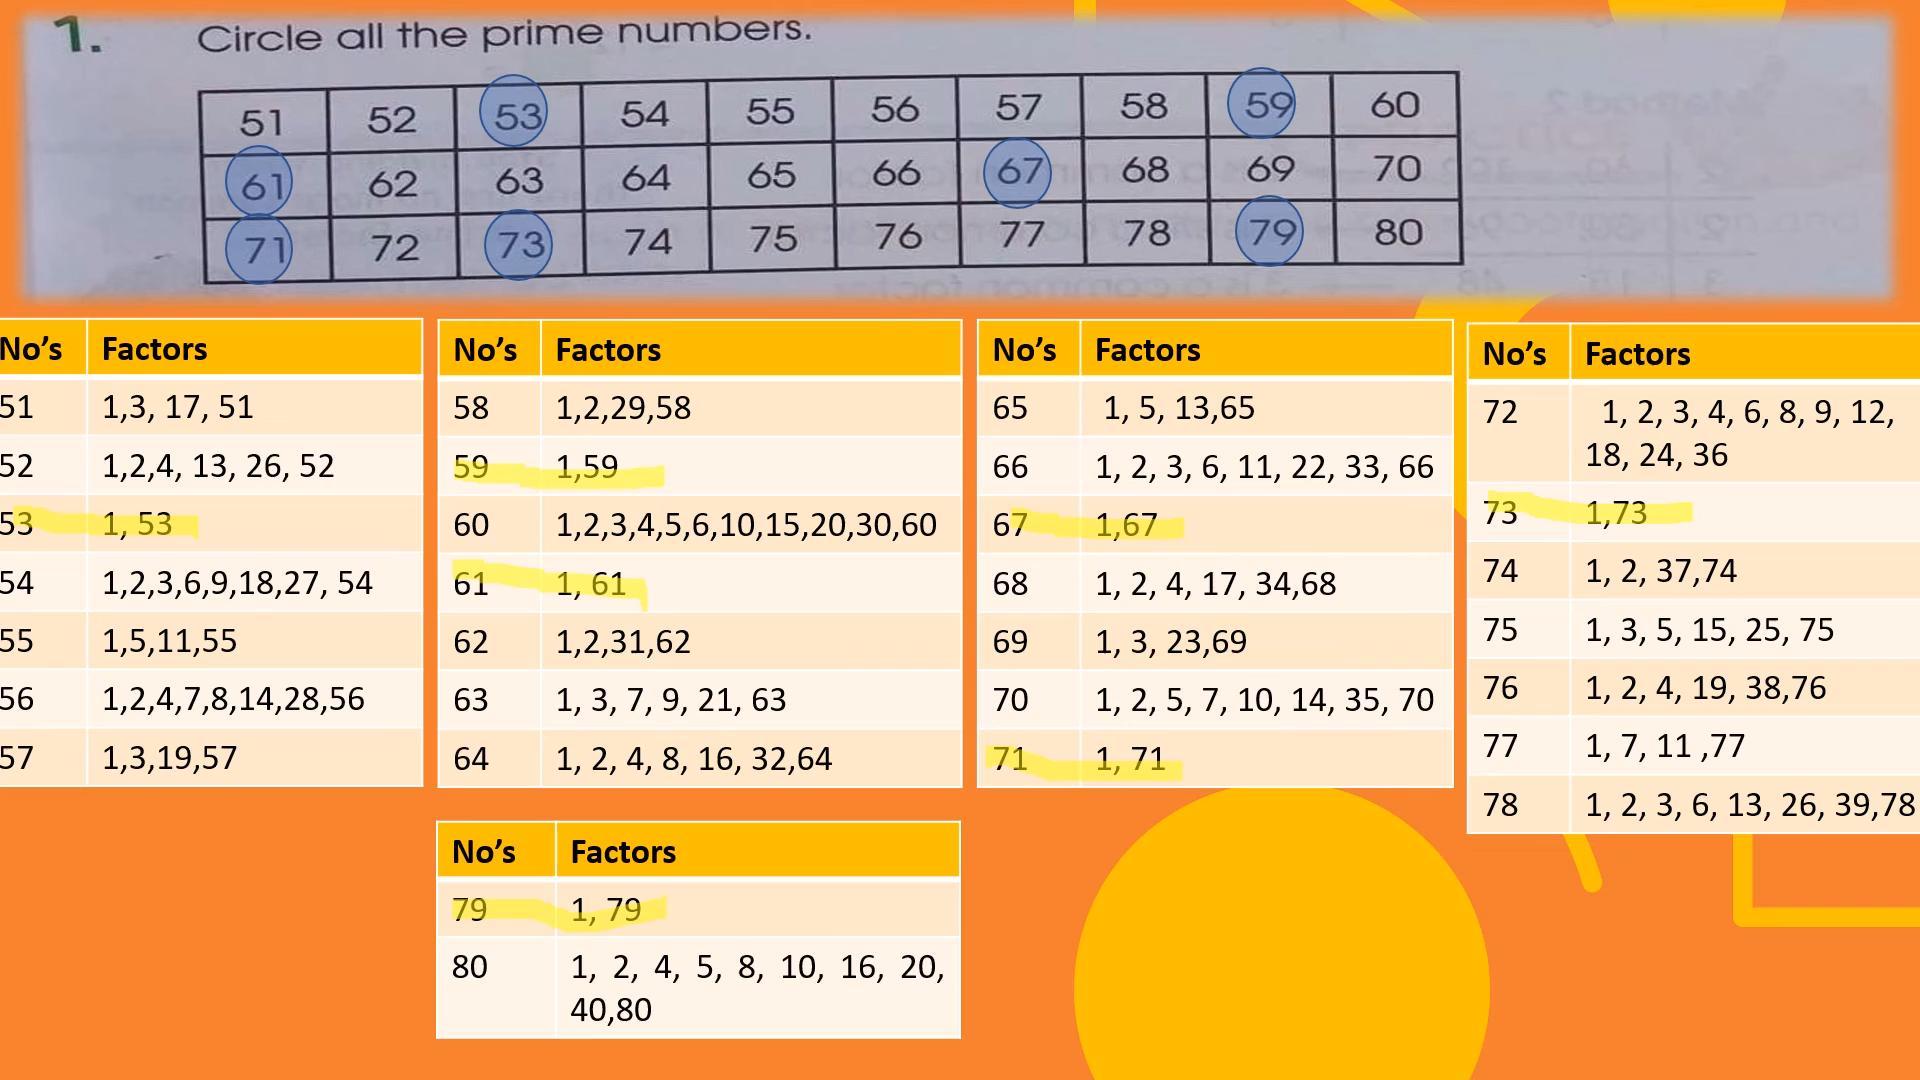 1. Circle all the prime numbers.
51 52 53 54 55 56 57 58 59 60
61 62 63 64 65 66 67 68 69 70
71 72 73 74 75 76 77 78 79 80
No's Factors
51 1,3, 17, 51
52 1,2,4, 13, 26, 52
53 1, 53
54 1,2,3,6,9,18,27, 54
55 1,5,11,55
56 1,2,4,7,8,14,28,56
57 1,3,19,57
No's Factors
58 1,2,29,58
59 1,59
60 1,2,3,4,5,6,10,15,20,30,60
61 1, 61
62 1,2,31,62
63 1, 3, 7, 9, 21, 63
64 1, 2, 4, 8, 16, 32,64
No's Factors
65 1, 5, 13,65
66 1, 2, 3, 6, 11, 22, 33, 66
67 1,67
68 1, 2, 4, 17, 34,68
69 1, 3, 23,69
70 1, 2, 5, 7, 10, 14, 35, 70
71 1, 71
No's Factors
72 1, 2, 3, 4, 6, 8, 9, 12,
18, 24, 36
73 1,73
74 1, 2, 37,74
75 1, 3, 5, 15, 25, 75
76 1, 2, 4, 19, 38,76
77 1, 7, 11 ,77
78 1, 2, 3, 6, 13, 26, 39,78
No's Factors
79 1, 79
80 1, 2, 4, 5, 8, 10, 16, 20,
40,80